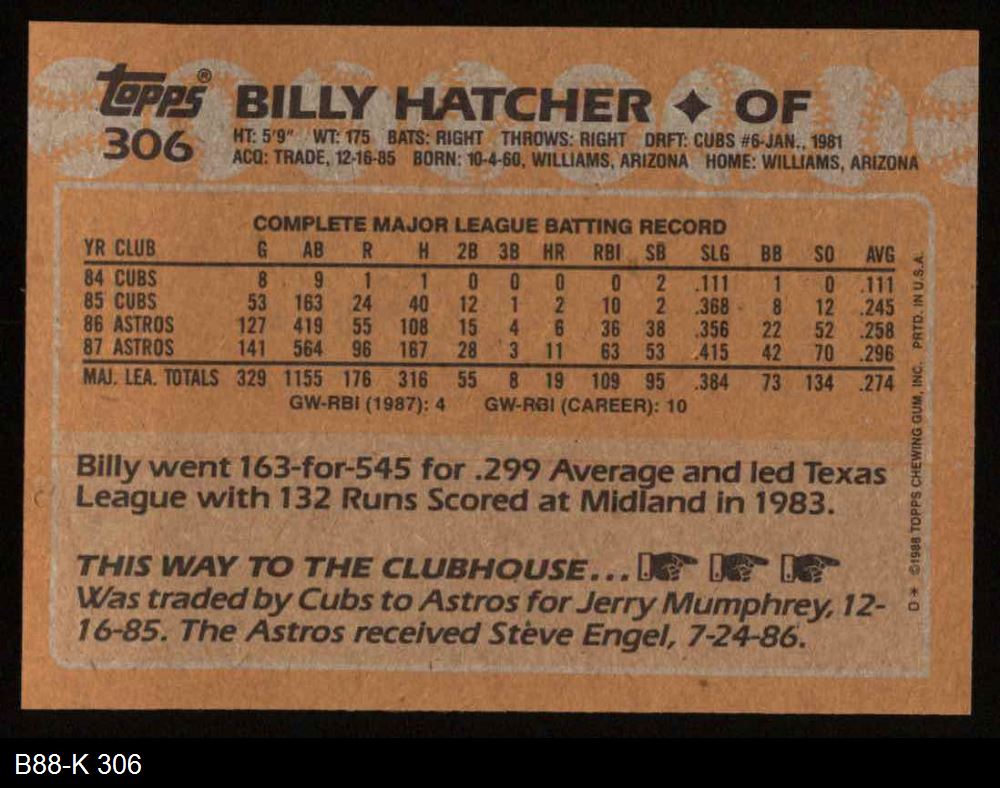 Topps® BILLY HATCHER ✦ OF
306
HT: 5'9" WT: 175 BATS: RIGHT THROWS: RIGHT DRFT: CUBS #6-JAN., 1981
ACQ: TRADE, 12-16-85 BORN: 10-4-60, WILLIAMS, ARIZONA HOME: WILLIAMS, ARIZONA
COMPLETE MAJOR LEAGUE BATTING RECORD
YR CLUB G AB R H 2B 3B HR RBI SB SLG BB SO AVG
84 CUBS 8 9 1 1 0 0 0 0 2 .111 1 0 .111
85 CUBS 53 163 24 40 12 1 2 10 2 .368 8 12 .245
86 ASTROS 127 419 55 108 15 4 6 36 38 .356 22 52 .258
87 ASTROS 141 564 96 167 28 3 11 63 53 .415 42 70 .296
MAJ. LEA. TOTALS 329 1155 176 316 55 8 19 109 95 .384 73 134 .274
GW-RBI (1987): 4 GW-RBI (CAREER): 10
Billy went 163-for-545 for .299 Average and led Texas
League with 132 Runs Scored at Midland in 1983.
THIS WAY TO THE CLUBHOUSE...
Was traded by Cubs to Astros for Jerry Mumphrey, 12-
16-85. The Astros received Steve Engel, 7-24-86.
D* ©1988 TOPPS CHEWING GUM, INC. PRTD. IN U.S.A.
B88-K 306